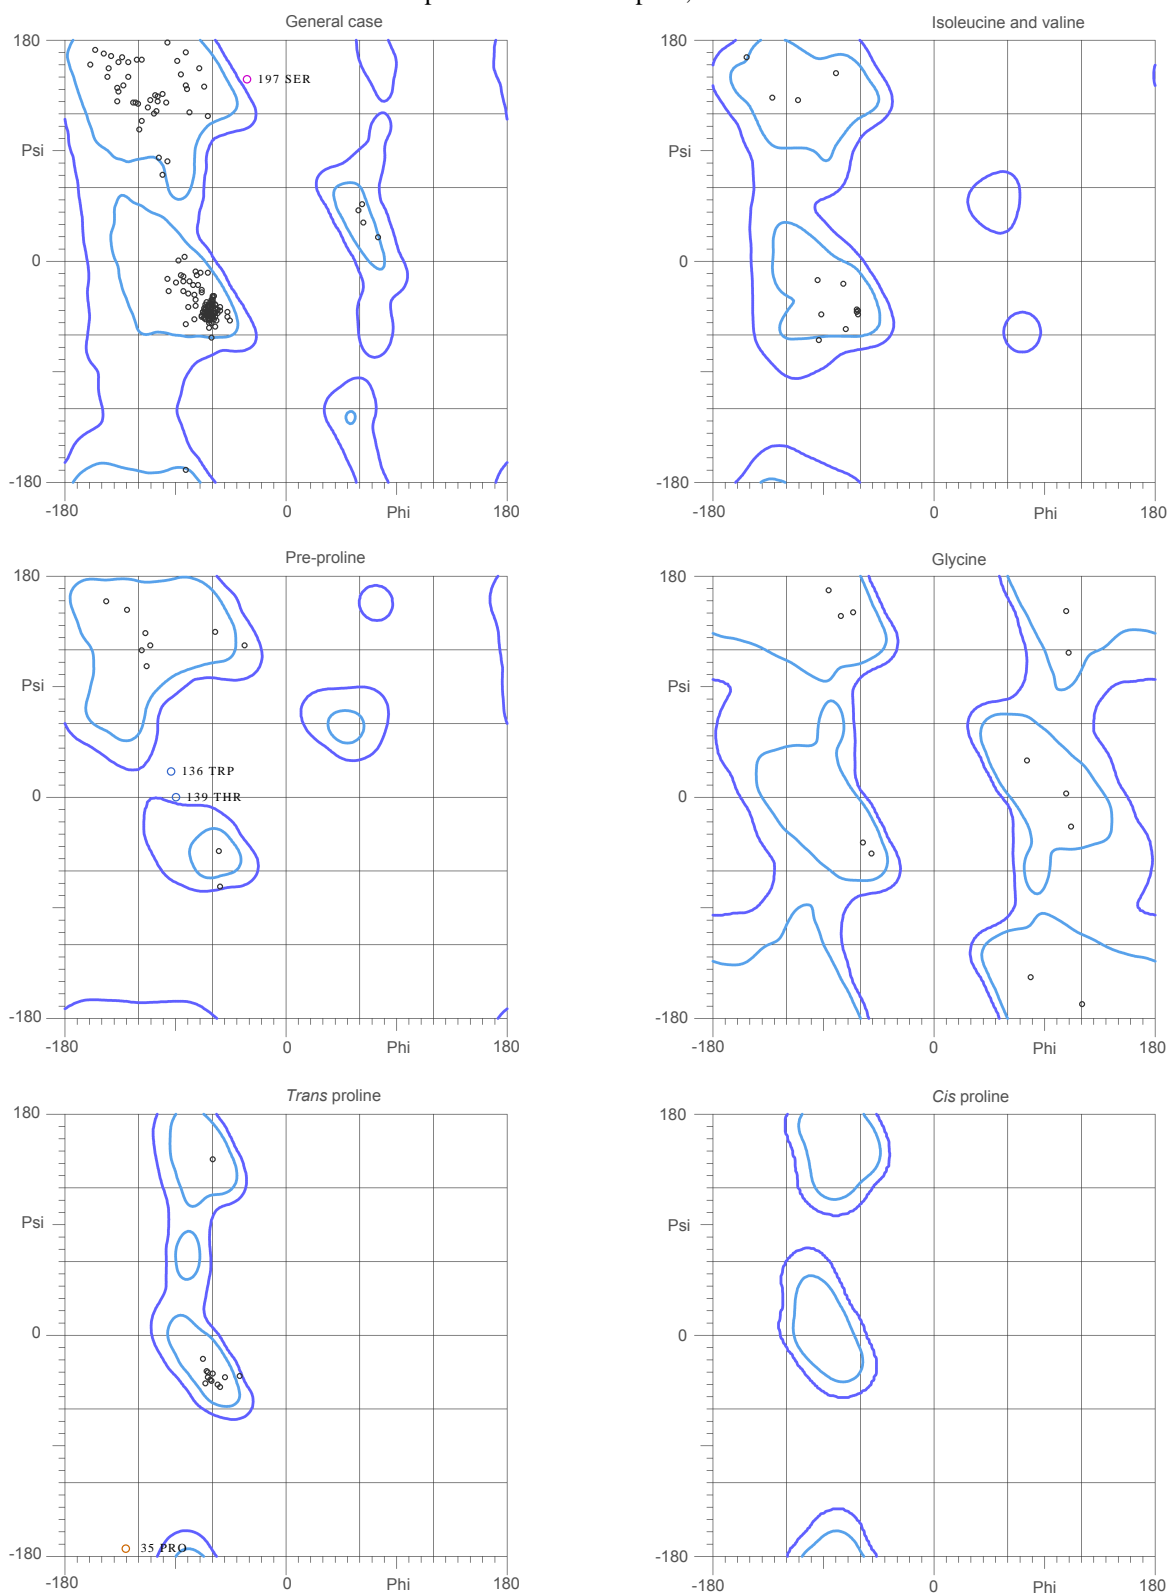 General case
Isoleucine and valine
180
180
197 SER
Psi
Psi
0
0
-180
-180
-180
0
Phi
180
-180
0
Phi
180
Pre-proline
Glycine
180
180
Psi
Psi
136 TRP
0
139 THR
0
-180
-180
-180
0
Phi
180
-180
0
Phi
180
Trans proline
Cis proline
180
180
Psi
Psi
0
0
-180
35 PRO
-180
-180
0
Phi
180
-180
0
Phi
180